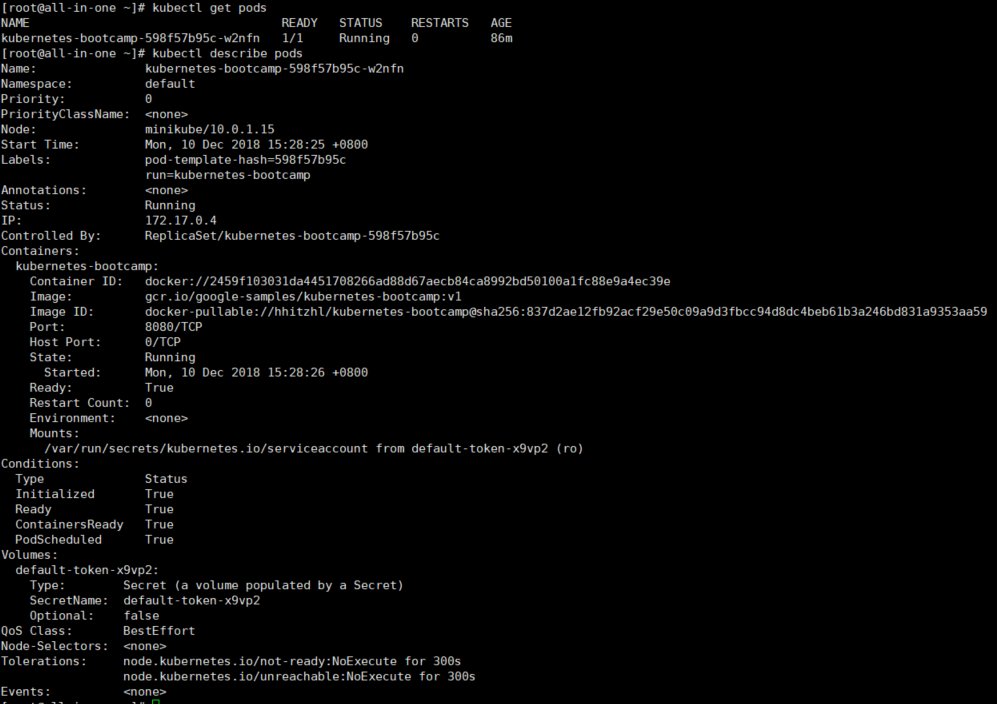 [root@all-in-one ~]# kubectl get pods
NAME                                   READY   STATUS    RESTARTS   AGE
kubernetes-bootcamp-598f57b95c-w2nfn   1/1     Running   0          86m
[root@all-in-one ~]# kubectl describe pods
Name:               kubernetes-bootcamp-598f57b95c-w2nfn
Namespace:          default
Priority:           0
PriorityClassName:  <none>
Node:               minikube/10.0.1.15
Start Time:         Mon, 10 Dec 2018 15:28:25 +0800
Labels:             pod-template-hash=598f57b95c
                    run=kubernetes-bootcamp
Annotations:        <none>
Status:             Running
IP:                 172.17.0.4
Controlled By:      ReplicaSet/kubernetes-bootcamp-598f57b95c
Containers:
  kubernetes-bootcamp:
    Container ID:   docker://2459f103031da4451708266ad88d67aecb84ca8992bd50100a1fc88e9a4ec39e
    Image:          gcr.io/google-samples/kubernetes-bootcamp:v1
    Image ID:       docker-pullable://hhitzhl/kubernetes-bootcamp@sha256:837d2ae12fb92acf29e50c09a9d3fbcc94d8dc4beb61b3a246bd831a9353aa59
    Port:           8080/TCP
    Host Port:      0/TCP
    State:          Running
      Started:      Mon, 10 Dec 2018 15:28:26 +0800
    Ready:          True
    Restart Count:  0
    Environment:    <none>
    Mounts:
      /var/run/secrets/kubernetes.io/serviceaccount from default-token-x9vp2 (ro)
Conditions:
  Type              Status
  Initialized       True
  Ready             True
  ContainersReady   True
  PodScheduled      True
Volumes:
  default-token-x9vp2:
    Type:        Secret (a volume populated by a Secret)
    SecretName:  default-token-x9vp2
    Optional:    false
QoS Class:       BestEffort
Node-Selectors:  <none>
Tolerations:     node.kubernetes.io/not-ready:NoExecute for 300s
                 node.kubernetes.io/unreachable:NoExecute for 300s
Events:          <none>